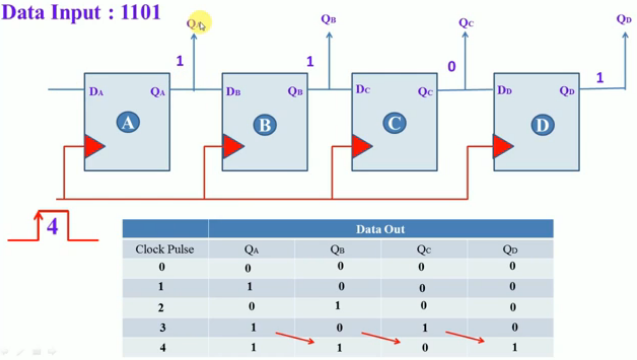 Data Input : 1101
QA QB QC QD
1 1 0 1
DA QA DB QB DC QC DD QD
A B C D
4
Data Out
Clock Pulse QA QB QC QD
0 0 0 0 0
1 1 0 0 0
2 0 1 0 0
3 1 0 1 0
4 1 1 0 1